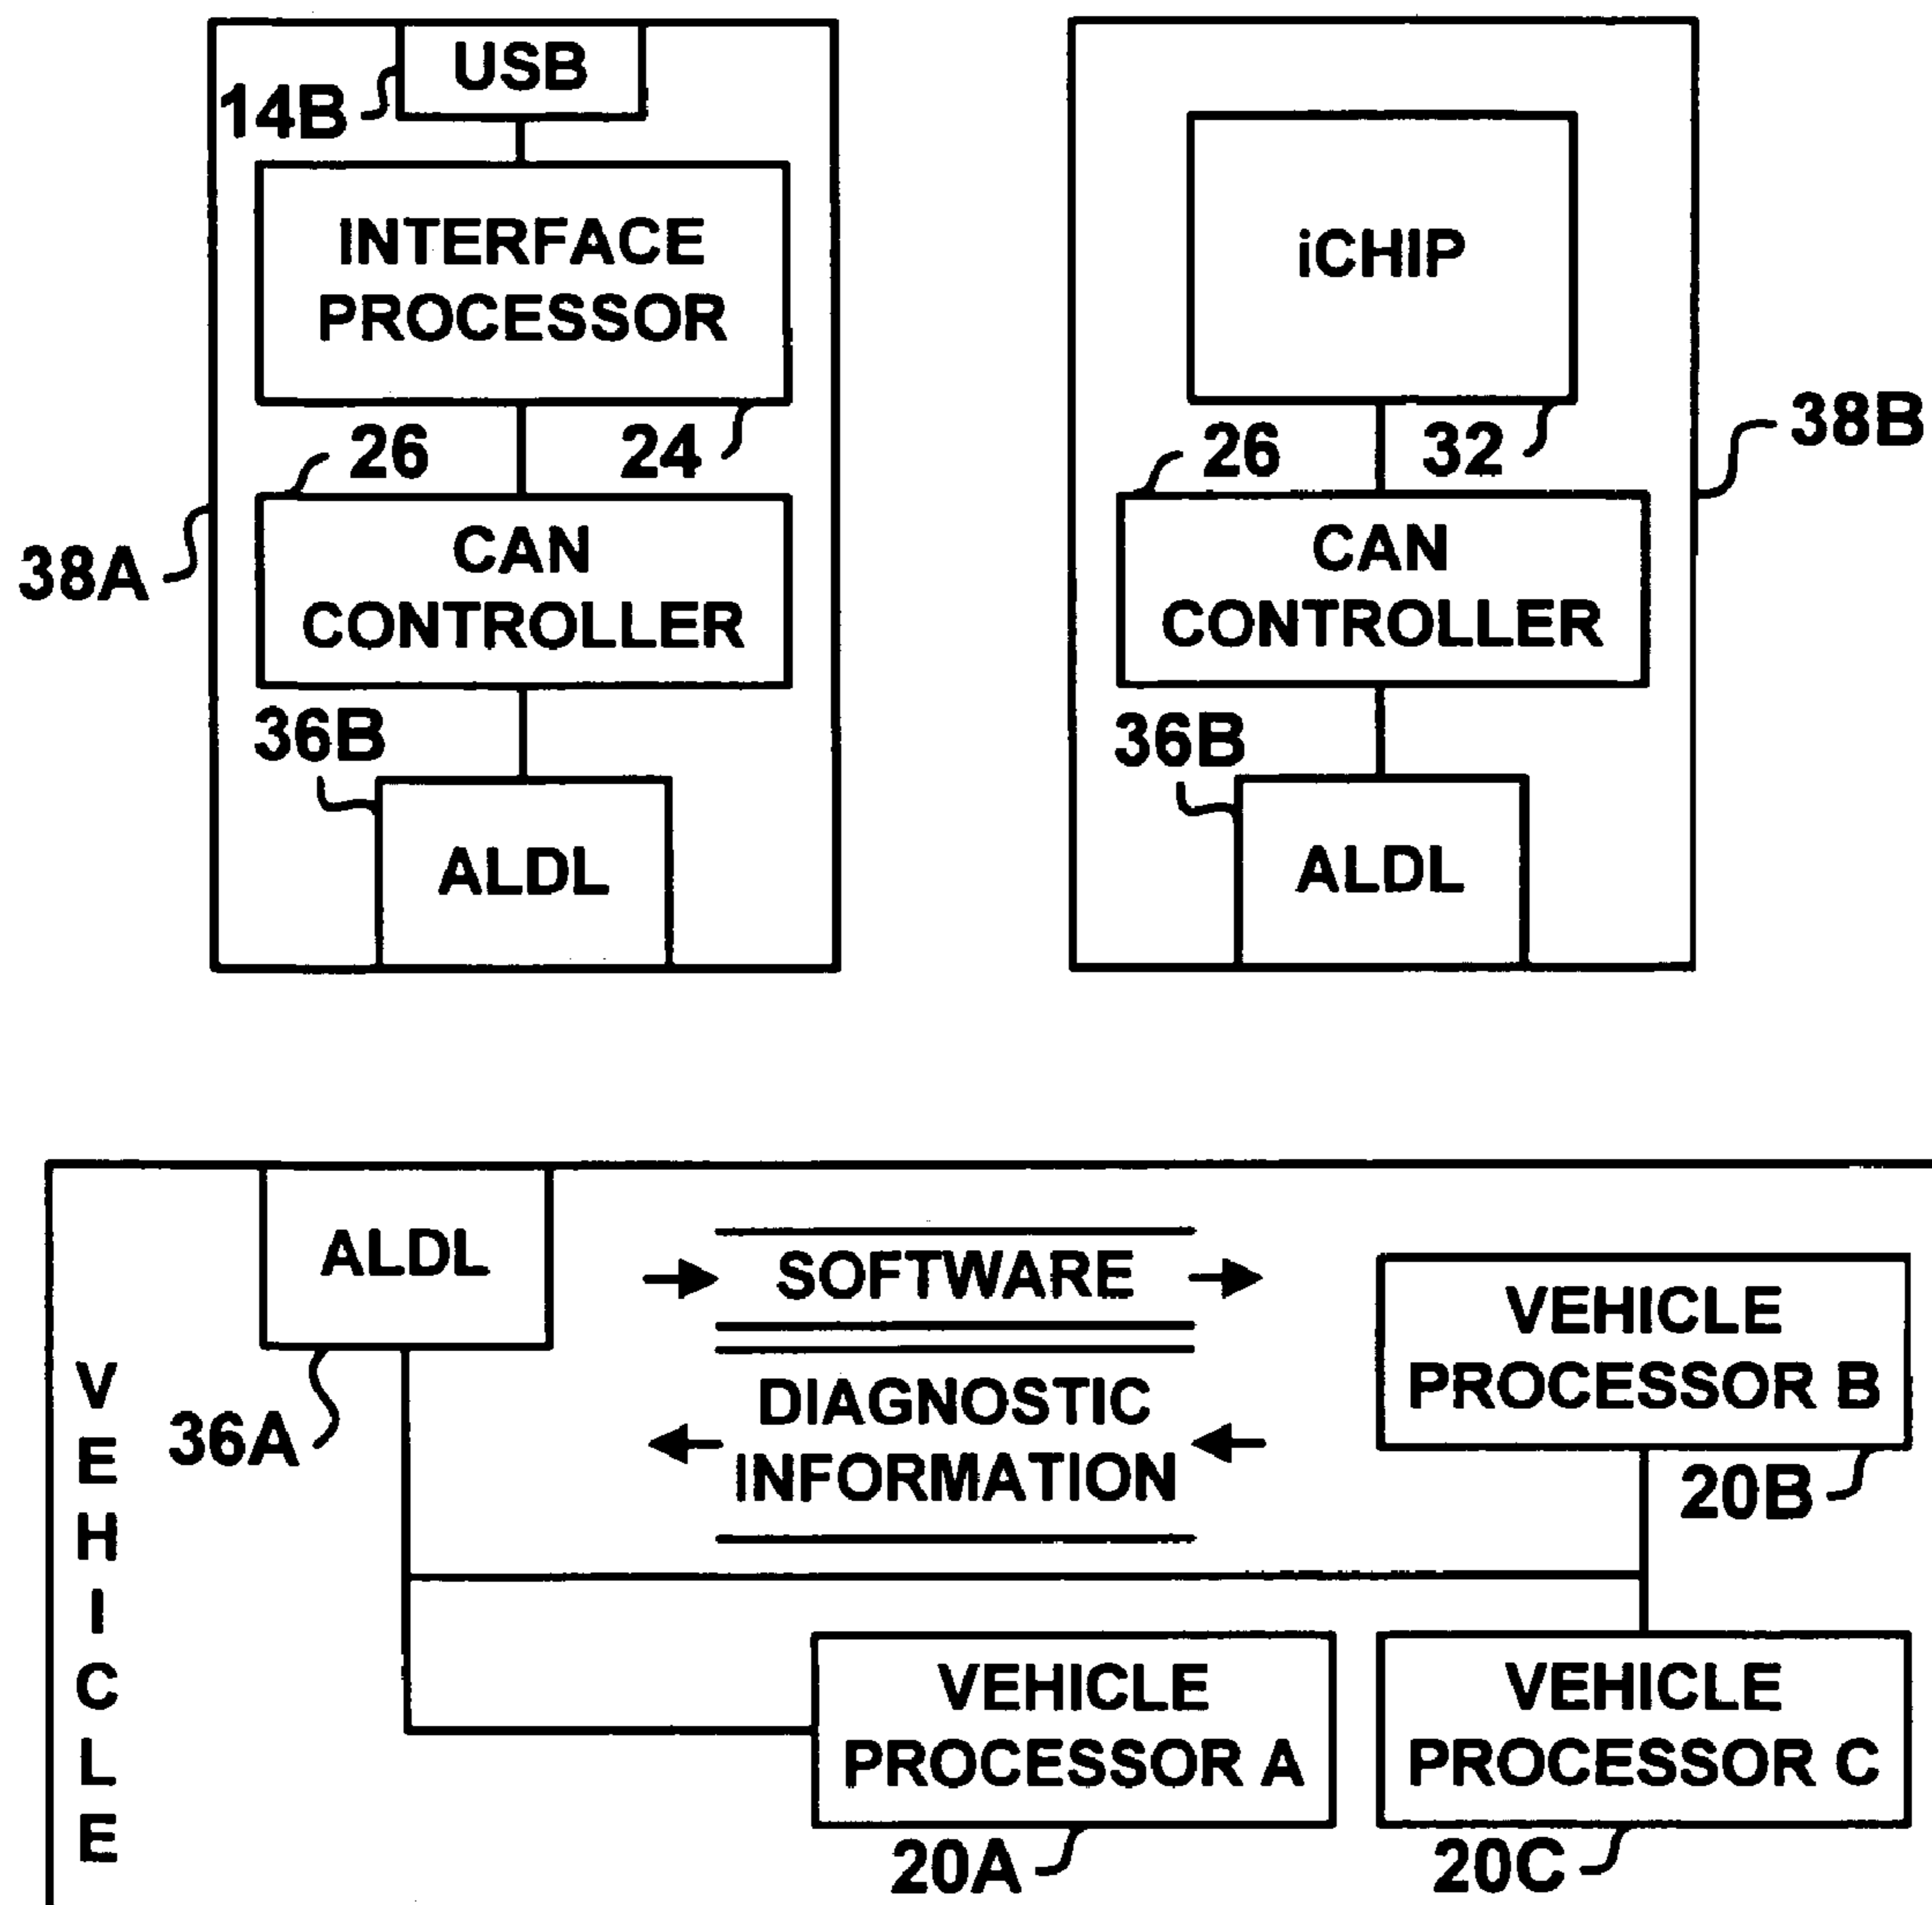 USB
14B
INTERFACE
PROCESSOR
26
24
CAN
CONTROLLER
38A
36B
ALDL
iCHIP
26
32
38B
CAN
CONTROLLER
36B
ALDL
VEHICLE
ALDL
36A
SOFTWARE
DIAGNOSTIC
INFORMATION
VEHICLE
PROCESSOR B
20B
VEHICLE
PROCESSOR A
20A
VEHICLE
PROCESSOR C
20C